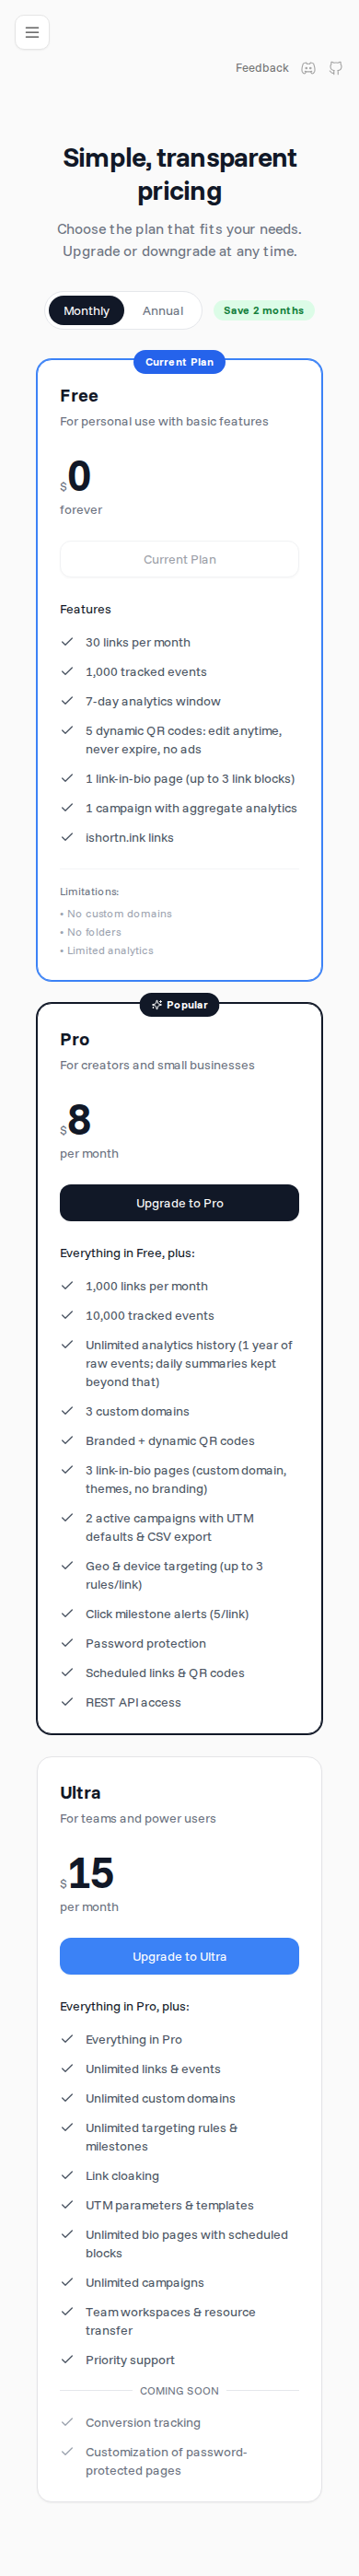 Feedback
Simple, transparent
pricing
Choose the plan that fits your needs.
Upgrade or downgrade at any time.
Monthly Annual Save 2 months
Current Plan
Free
For personal use with basic features
$0
forever
Current Plan
Features
30 links per month
1,000 tracked events
7-day analytics window
5 dynamic QR codes: edit anytime,
never expire, no ads
1 link-in-bio page (up to 3 link blocks)
1 campaign with aggregate analytics
ishortn.ink links
Limitations:
• No custom domains
• No folders
• Limited analytics
Popular
Pro
For creators and small businesses
$8
per month
Upgrade to Pro
Everything in Free, plus:
1,000 links per month
10,000 tracked events
Unlimited analytics history (1 year of
raw events; daily summaries kept
beyond that)
3 custom domains
Branded + dynamic QR codes
3 link-in-bio pages (custom domain,
themes, no branding)
2 active campaigns with UTM
defaults & CSV export
Geo & device targeting (up to 3
rules/link)
Click milestone alerts (5/link)
Password protection
Scheduled links & QR codes
REST API access
Ultra
For teams and power users
$15
per month
Upgrade to Ultra
Everything in Pro, plus:
Everything in Pro
Unlimited links & events
Unlimited custom domains
Unlimited targeting rules &
milestones
Link cloaking
UTM parameters & templates
Unlimited bio pages with scheduled
blocks
Unlimited campaigns
Team workspaces & resource
transfer
Priority support
COMING SOON
Conversion tracking
Customization of password-
protected pages